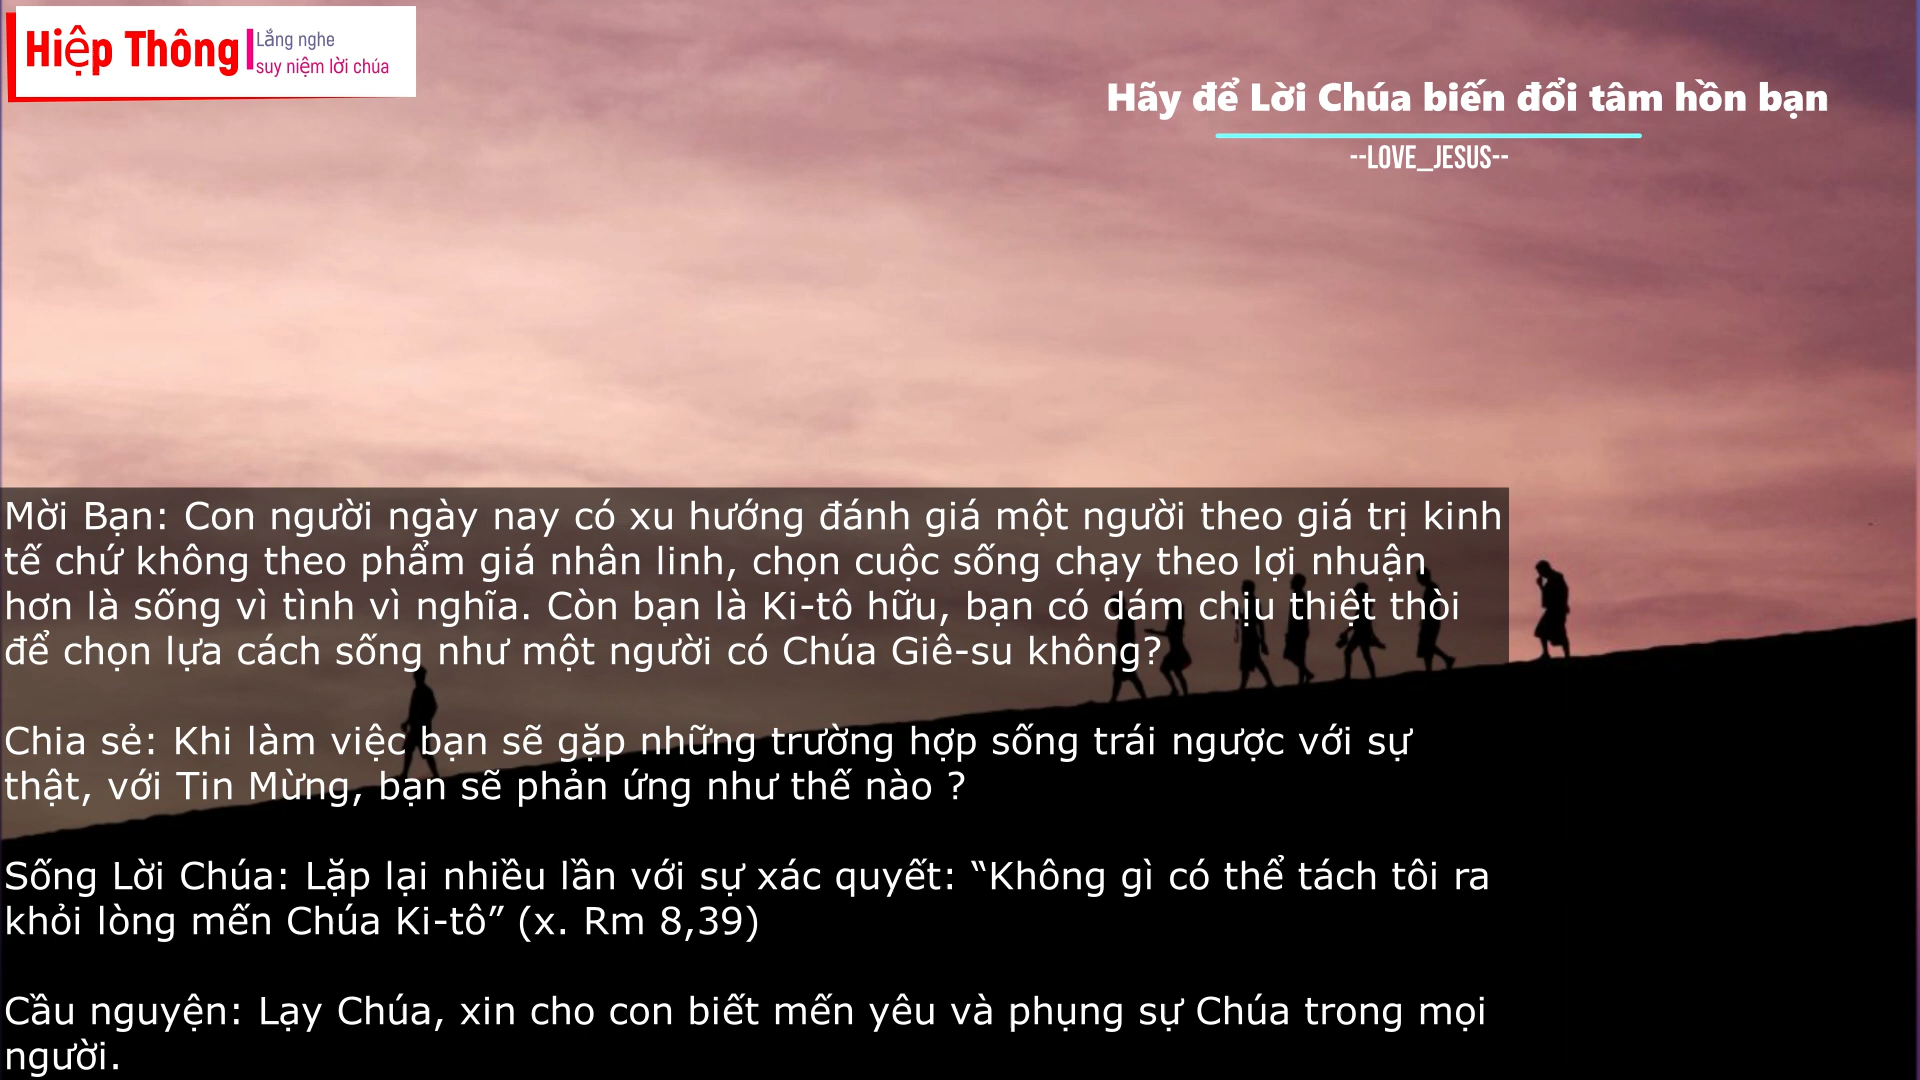 Hiệp Thông
Lắng nghe
suy niệm lời chúa
Hãy để Lời Chúa biến đổi tâm hồn bạn
--LOVE_JESUS--
Mời Bạn: Con người ngày nay có xu hướng đánh giá một người theo giá trị kinh
tế chứ không theo phẩm giá nhân linh, chọn cuộc sống chạy theo lợi nhuận
hơn là sống vì tình vì nghĩa. Còn bạn là Ki-tô hữu, bạn có dám chịu thiệt thòi
để chọn lựa cách sống như một người có Chúa Giê-su không?
Chia sẻ: Khi làm việc bạn sẽ gặp những trường hợp sống trái ngược với sự
thật, với Tin Mừng, bạn sẽ phản ứng như thế nào ?
Sống Lời Chúa: Lặp lại nhiều lần với sự xác quyết: “Không gì có thể tách tôi ra
khỏi lòng mến Chúa Ki-tô” (x. Rm 8,39)
Cầu nguyện: Lạy Chúa, xin cho con biết mến yêu và phụng sự Chúa trong mọi
người.